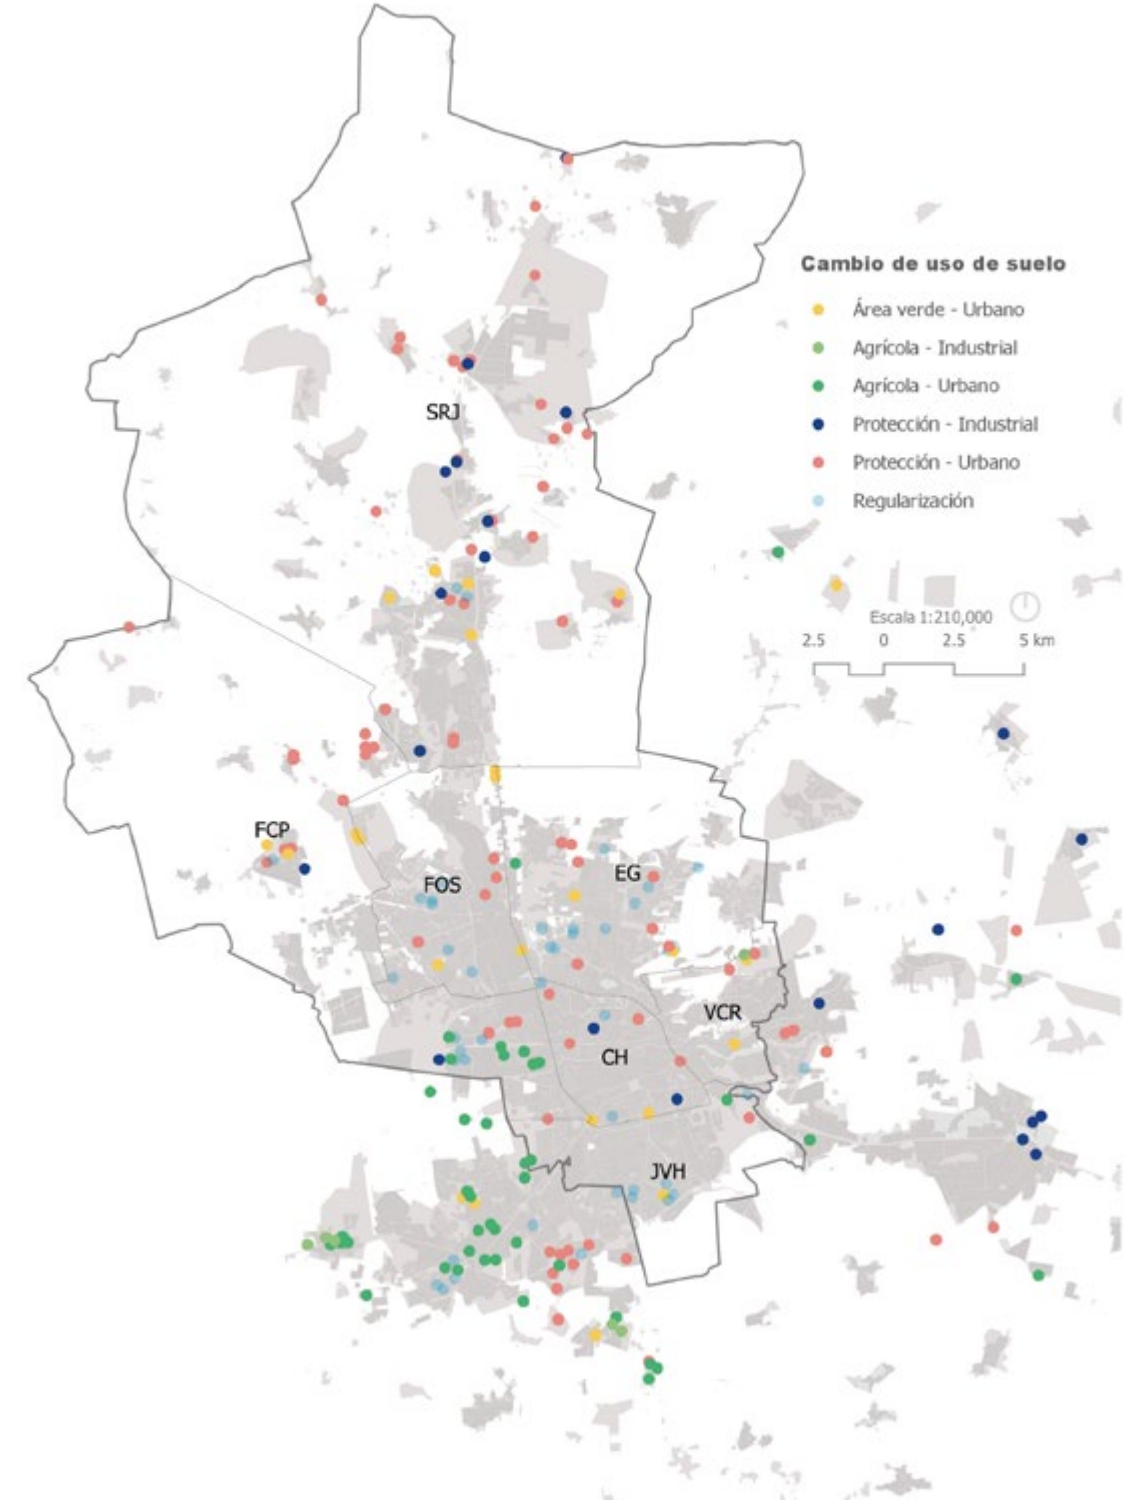 Cambio de uso de suelo
Área verde - Urbano
Agrícola - Industrial
Agrícola - Urbano
Protección - Industrial
Protección - Urbano
Regularización
Escala 1:210,000
2.5 0 2.5 5 km
SRJ
FCP
FOS
EG
VCR
CH
JVH